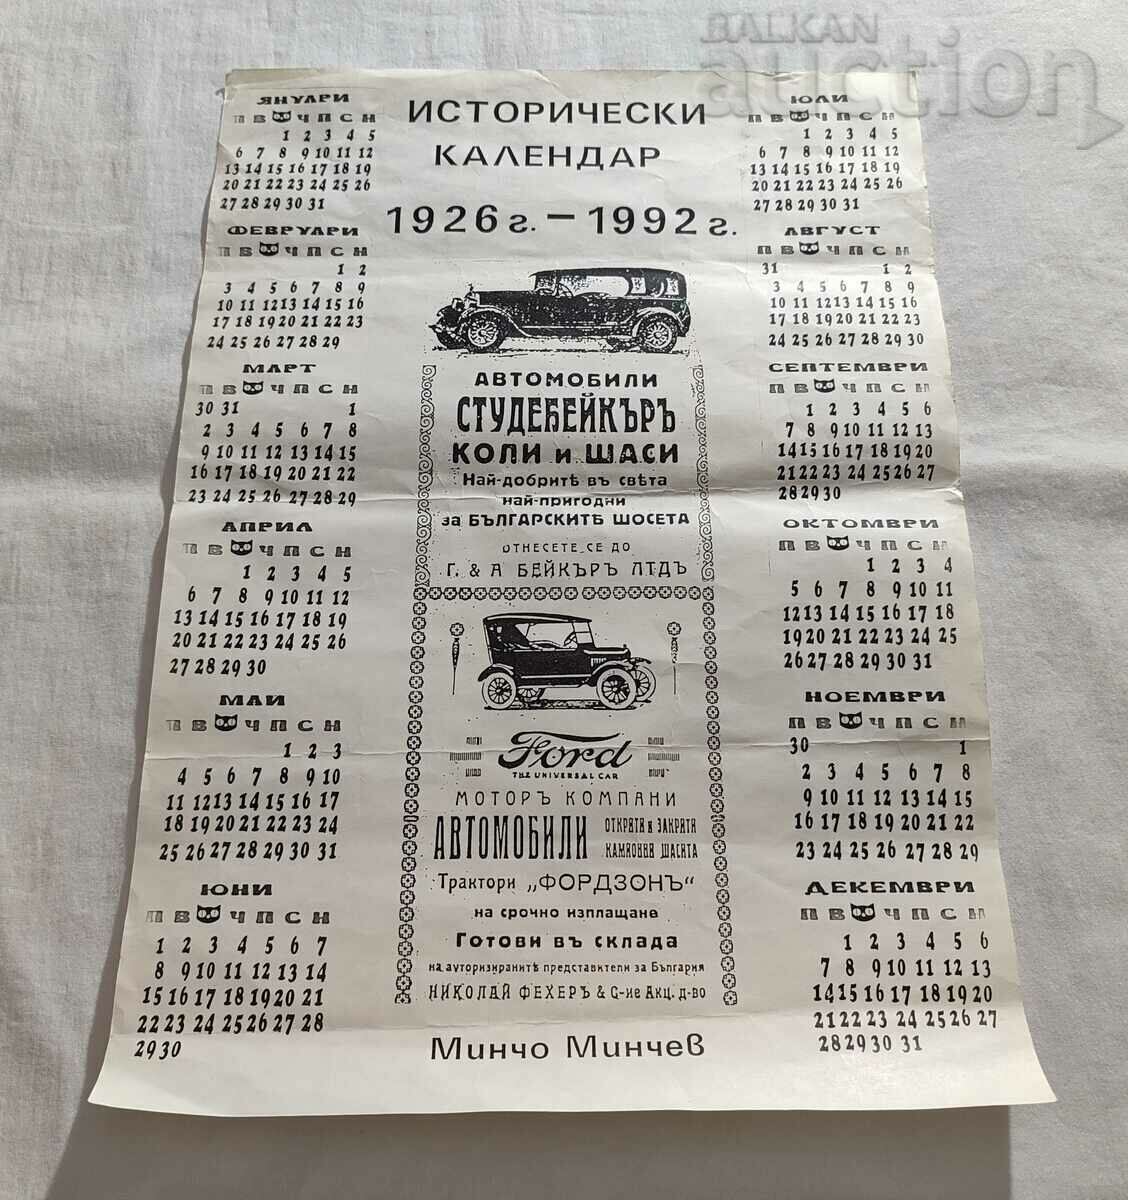 BALKAN
auction
ИСТОРИЧЕСКИ
КАЛЕНДАР
1926 г. – 1992 г.
ЯНУАРИ
П В Ч П С Н
1 2 3 4 5
6 7 8 9 10 11 12
13 14 15 16 17 18 19
20 21 22 23 24 25 26
27 28 29 30 31
ФЕВРУАРИ
П В Ч П С Н
1 2
3 4 5 6 7 8 9
10 11 12 13 14 15 16
17 18 19 20 21 22 23
24 25 26 27 28 29
МАРТ
П В Ч П С Н
30 31 1
2 3 4 5 6 7 8
9 10 11 12 13 14 15
16 17 18 19 20 21 22
23 24 25 26 27 28 29
АПРИЛ
П В Ч П С Н
1 2 3 4 5
6 7 8 9 10 11 12
13 14 15 16 17 18 19
20 21 22 23 24 25 26
27 28 29 30
МАИ
П В Ч П С Н
1 2 3
4 5 6 7 8 9 10
11 12 13 14 15 16 17
18 19 20 21 22 23 24
25 26 27 28 29 30 31
ЮНИ
П В Ч П С Н
1 2 3 4 5 6 7
8 9 10 11 12 13 14
15 16 17 18 19 20 21
22 23 24 25 26 27 28
29 30
АВТОМОБИЛИ
СТУДЕБЕЙКЪРЪ
КОЛИ и ШАСИ
Най-добритѣ въ свѣта
най-пригодни
за БЪЛГАРСКИТѢ ШОСЕТА
ОТНЕСЕТЕ СЕ ДО
Г. & А БЕЙКЪРЪ ЛТДЪ
Ford
THE UNIVERSAL CAR
МОТОРЪ КОМПАНИ
АВТОМОБИЛИ
ОТКРИТИ И ЗАКРИТИ
КАМИОННИ ШАСИТА
Трактори „ФОРДЗОНЪ“
на срочно изплащане
Готови въ склада
на ауторизиранитѣ представители за България
НИКОЛАЙ ФЕХЕРЪ & С-ие Акц. д-во
Минчо Минчев
ЮЛИ
П В Ч П С Н
1 2 3 4 5
6 7 8 9 10 11 12
13 14 15 16 17 18 19
20 21 22 23 24 25 26
27 28 29 30 31
АВГУСТ
П В Ч П С Н
31 1 2
3 4 5 6 7 8 9
10 11 12 13 14 15 16
17 18 19 20 21 22 23
24 25 26 27 28 29 30
СЕПТЕМВРИ
П В Ч П С Н
1 2 3 4 5 6
7 8 9 10 11 12 13
14 15 16 17 18 19 20
21 22 23 24 25 26 27
28 29 30
ОКТОМВРИ
П В Ч П С Н
1 2 3 4
5 6 7 8 9 10 11
12 13 14 15 16 17 18
19 20 21 22 23 24 25
26 27 28 29 30 31
НОЕМВРИ
П В Ч П С Н
30 1
2 3 4 5 6 7 8
9 10 11 12 13 14 15
16 17 18 19 20 21 22
23 24 25 26 27 28 29
ДЕКЕМВРИ
П В Ч П С Н
1 2 3 4 5 6
7 8 9 10 11 12 13
14 15 16 17 18 19 20
21 22 23 24 25 26 27
28 29 30 31